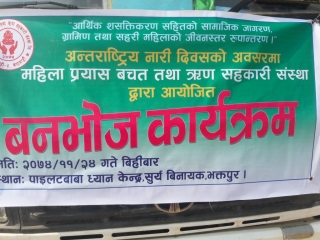 "आर्थिक शसक्तिकरण सहितको सामाजिक जागरण,
ग्रामिण तथा सहरी महिलाको जीवनस्तर रूपान्तरण ।"
अन्तराष्ट्रिय नारी दिवसको अवसरमा
महिला प्रयास बचत तथा ऋण सहकारी संस्था
द्वारा आयोजित
बनभोज कार्यक्रम
मिति: २०७४/११/२४ गते बिहीबार
स्थान: पाइलटबाबा ध्यान केन्द्र,सुर्य बिनायक,भक्तपुर ।